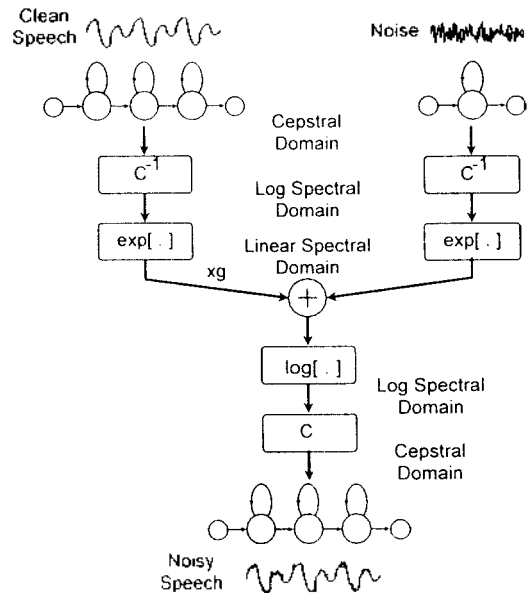 Clean
Speech
Noise
Cepstral
Domain
C⁻¹
C⁻¹
Log Spectral
Domain
exp[ . ]
exp[ . ]
Linear Spectral
Domain
xg
+
log[ . ]
Log Spectral
Domain
C
Cepstral
Domain
Noisy
Speech